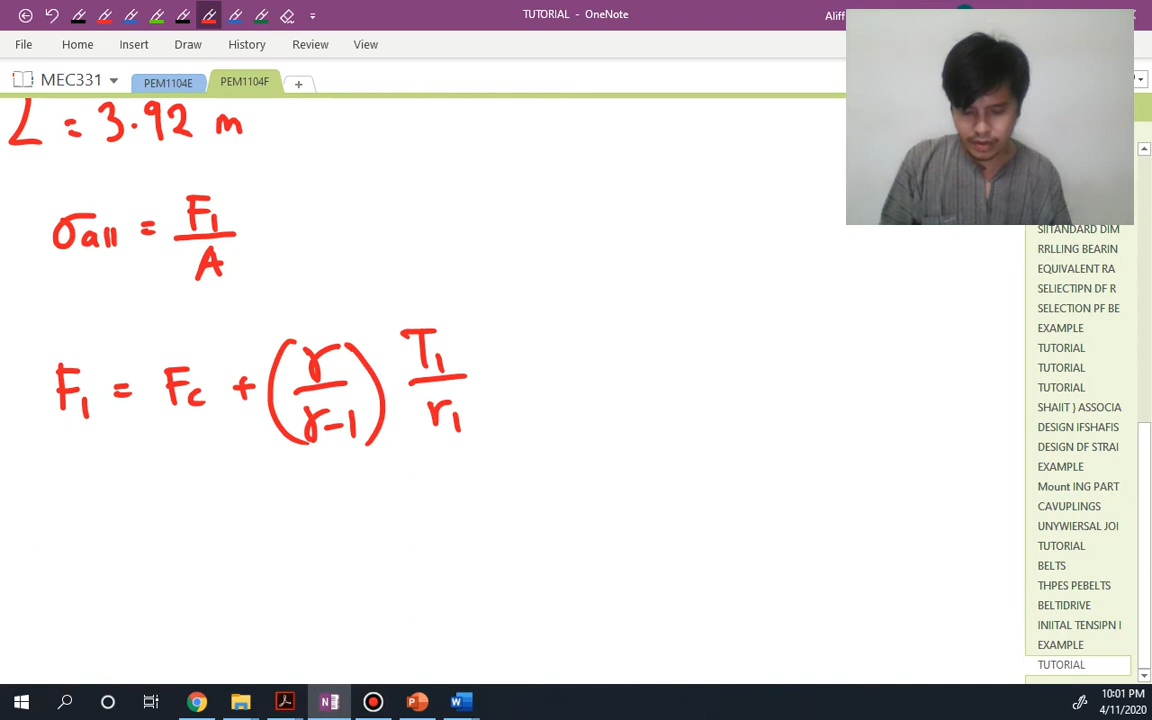 TUTORIAL - OneNote
Aliff
File Home Insert Draw History Review View
MEC331 PEM1104E PEM1104F
L = 3.92 m
σall = F1/A
F1 = Fc + (γ/γ-1) T1/r1
SIITANDARD DIM
RRLLING BEARIN
EQUIVALENT RA
SELIECTIPN DF R
SELECTION PF BE
EXAMPLE
TUTORIAL
TUTORIAL
TUTORIAL
SHAIIT } ASSOCIA
DESIGN IFSHAFIS
DESIGN DF STRAI
EXAMPLE
Mount ING PART
CAVUPLINGS
UNYWIERSAL JOI
TUTORIAL
BELTS
THPES PEBELTS
BELTIDRIVE
INIITAL TENSIPN I
EXAMPLE
TUTORIAL
10:01 PM
4/11/2020